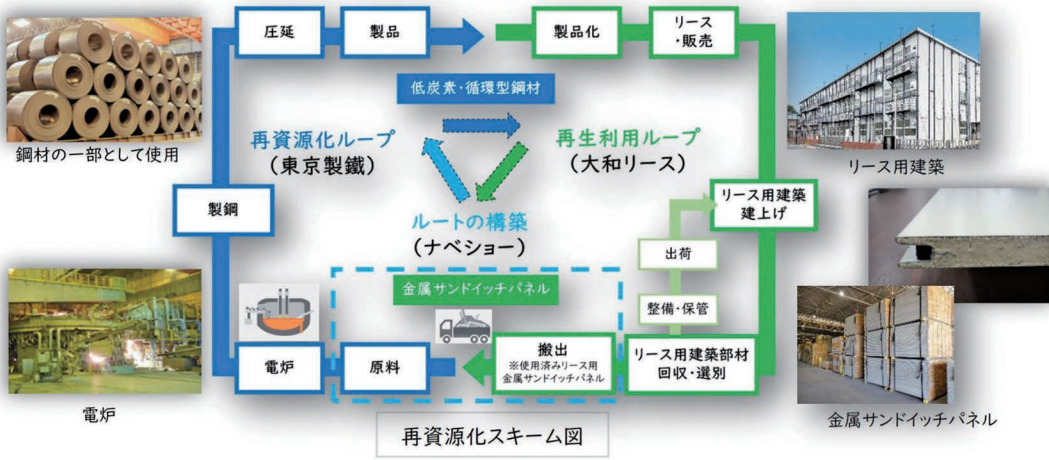 圧延
製品
製品化
リース
・販売
低炭素・循環型鋼材
鋼材の一部として使用
再資源化ループ
(東京製鐵)
再生利用ループ
(大和リース)
リース用建築
製鋼
ルートの構築
(ナベショー)
リース用建築
建上げ
出荷
金属サンドイッチパネル
整備・保管
電炉
原料
搬出
※使用済みリース用
金属サンドイッチパネル
リース用建築部材
回収・選別
電炉
金属サンドイッチパネル
再資源化スキーム図